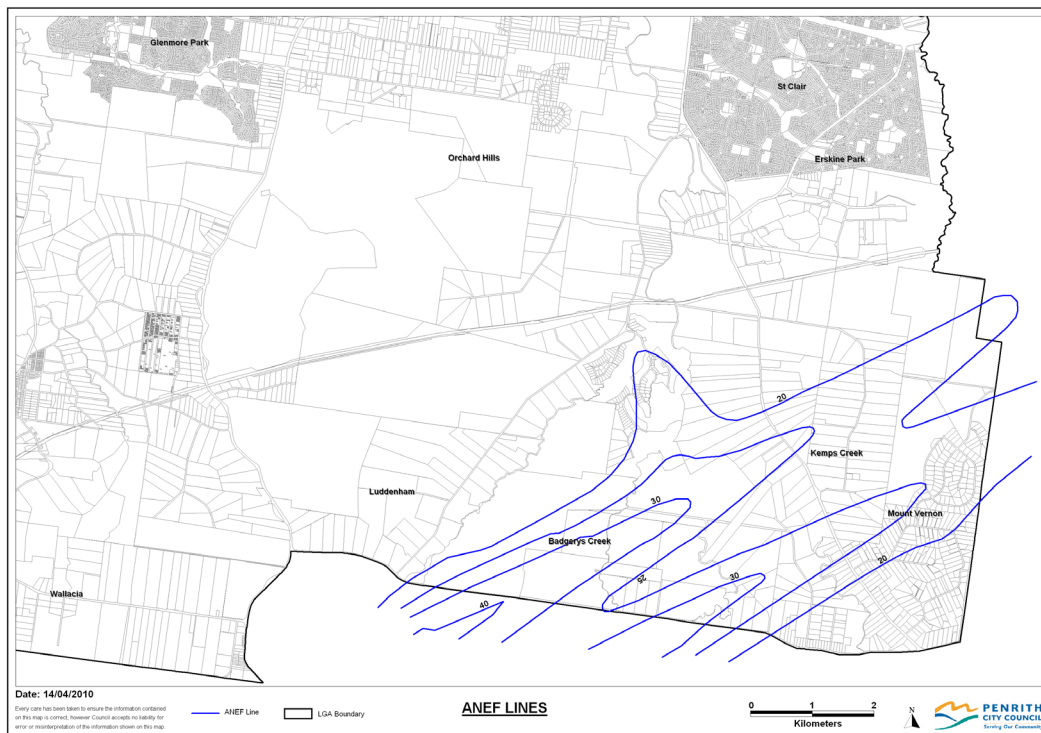 Glenmore Park
St Clair
Orchard Hills
Erskine Park
20
Kemps Creek
Luddenham
30
Mount Vernon
Badgerys Creek
20
25
30
Wallacia
40
Date: 14/04/2010
Every care has been taken to ensure the information contained
on this map is correct, however Council accepts no liability for
error or misinterpretation of the information shown on this map.
ANEF Line
LGA Boundary
ANEF LINES
0 1 2
Kilometers
N
PENRITH
CITY COUNCIL
Serving Our Community